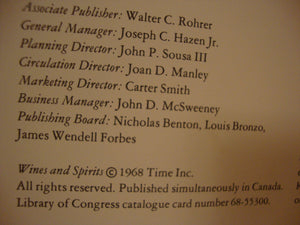 Associate Publisher: Walter C. Rohrer
General Manager: Joseph C. Hazen Jr.
Planning Director: John P. Sousa III
Circulation Director: Joan D. Manley
Marketing Director: Carter Smith
Business Manager: John D. McSweeney
Publishing Board: Nicholas Benton, Louis Bronzo,
James Wendell Forbes
Wines and Spirits © 1968 Time Inc.
All rights reserved. Published simultaneously in Canada.
Library of Congress catalogue card number 68-55300.